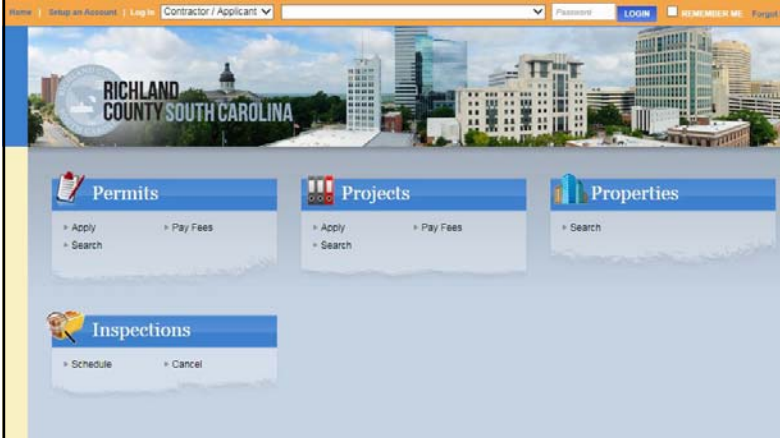 Home | Setup an Account | Log In Contractor / Applicant Password LOGIN REMEMBER ME Forgot
RICHLAND
COUNTY SOUTH CAROLINA
Permits Projects Properties
Apply Pay Fees Apply Pay Fees Search
Search Search
Inspections
Schedule Cancel